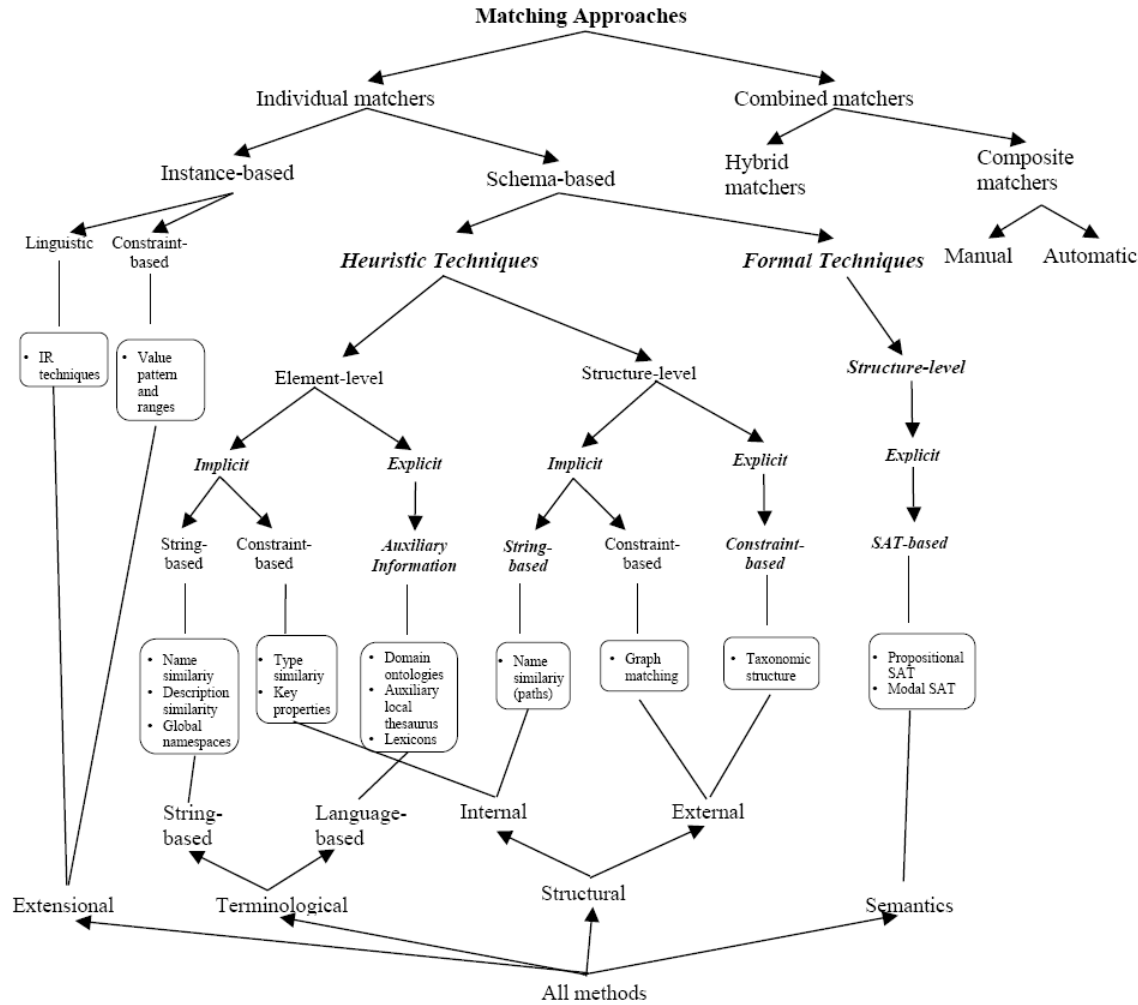 Matching Approaches
Individual matchers
Combined matchers
Instance-based
Schema-based
Hybrid
matchers
Composite
matchers
Linguistic
Constraint-
based
Heuristic Techniques
Formal Techniques
Manual
Automatic
• IR
techniques
• Value
pattern
and
ranges
Element-level
Structure-level
Structure-level
Implicit
Explicit
Implicit
Explicit
Explicit
String-
based
Constraint-
based
Auxiliary
Information
String-
based
Constraint-
based
Constraint-
based
SAT-based
• Name
similariy
• Description
similarity
• Global
namespaces
• Type
similariy
• Key
properties
• Domain
ontologies
• Auxiliary
local
thesaurus
• Lexicons
• Name
similariy
(paths)
• Graph
matching
• Taxonomic
structure
• Propositional
SAT
• Modal SAT
String-
based
Language-
based
Internal
External
Extensional
Terminological
Structural
Semantics
All methods